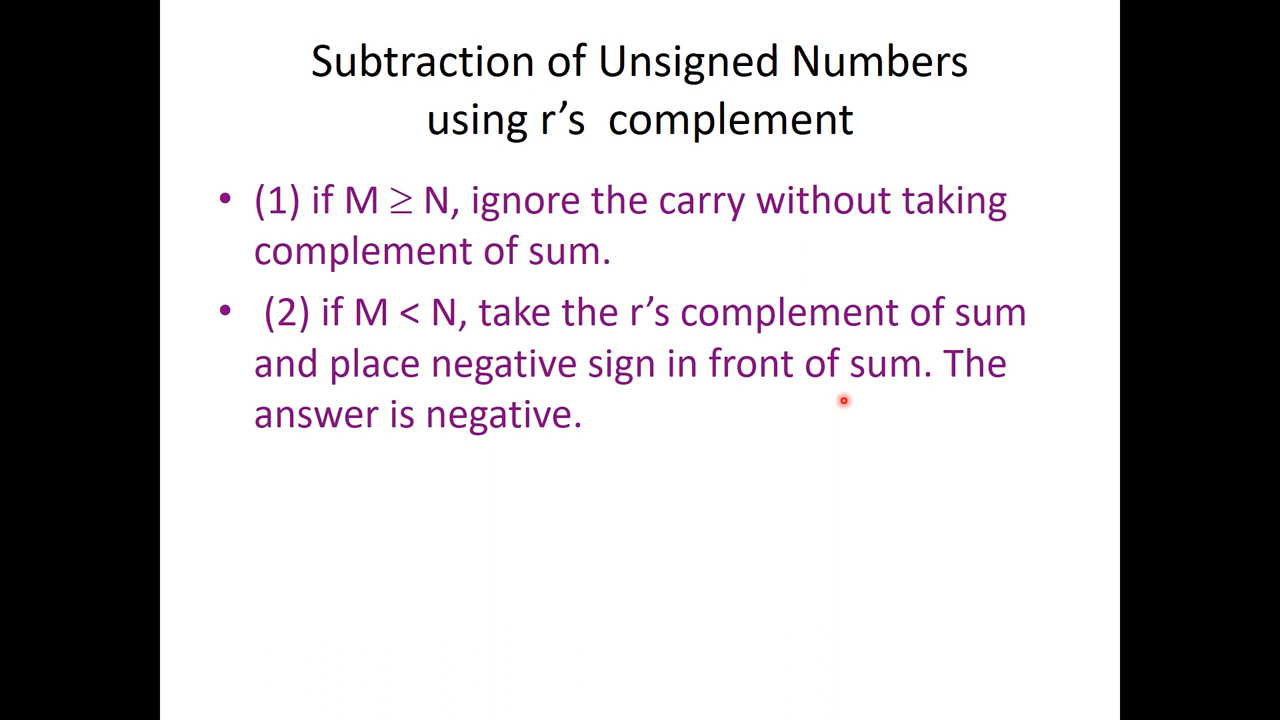 Subtraction of Unsigned Numbers
using r’s  complement
• (1) if M ≥ N, ignore the carry without taking
complement of sum.
•  (2) if M < N, take the r’s complement of sum
and place negative sign in front of sum. The
answer is negative.